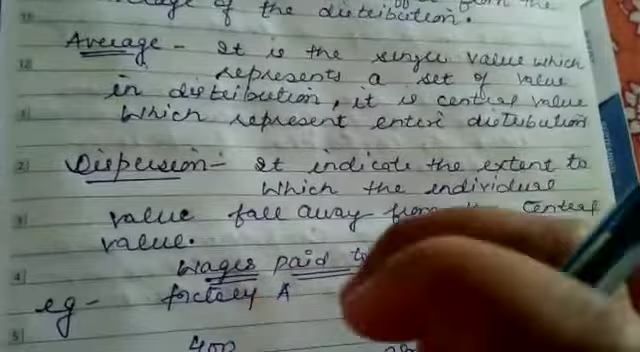 of the distribution.
Average - It is the single value which
represents a set of value
in distribution, it is central value
which represent entire distribution
Dispersion - It indicate the extent to
which the individual
value fall away from central
value.
wages paid to
eg - factory A
400